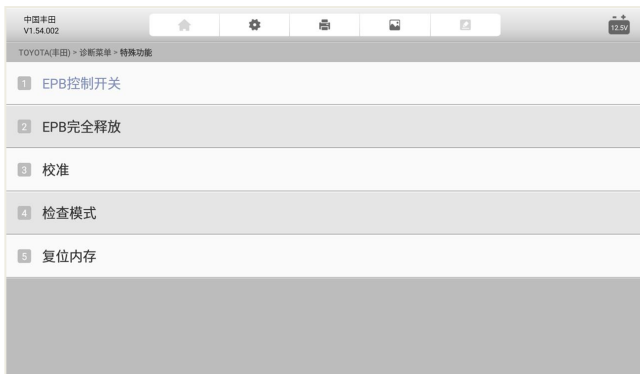 中国丰田
V1.54.002
12.5V
TOYOTA(丰田) > 诊断菜单 > 特殊功能
1 EPB控制开关
2 EPB完全释放
3 校准
4 检查模式
5 复位内存